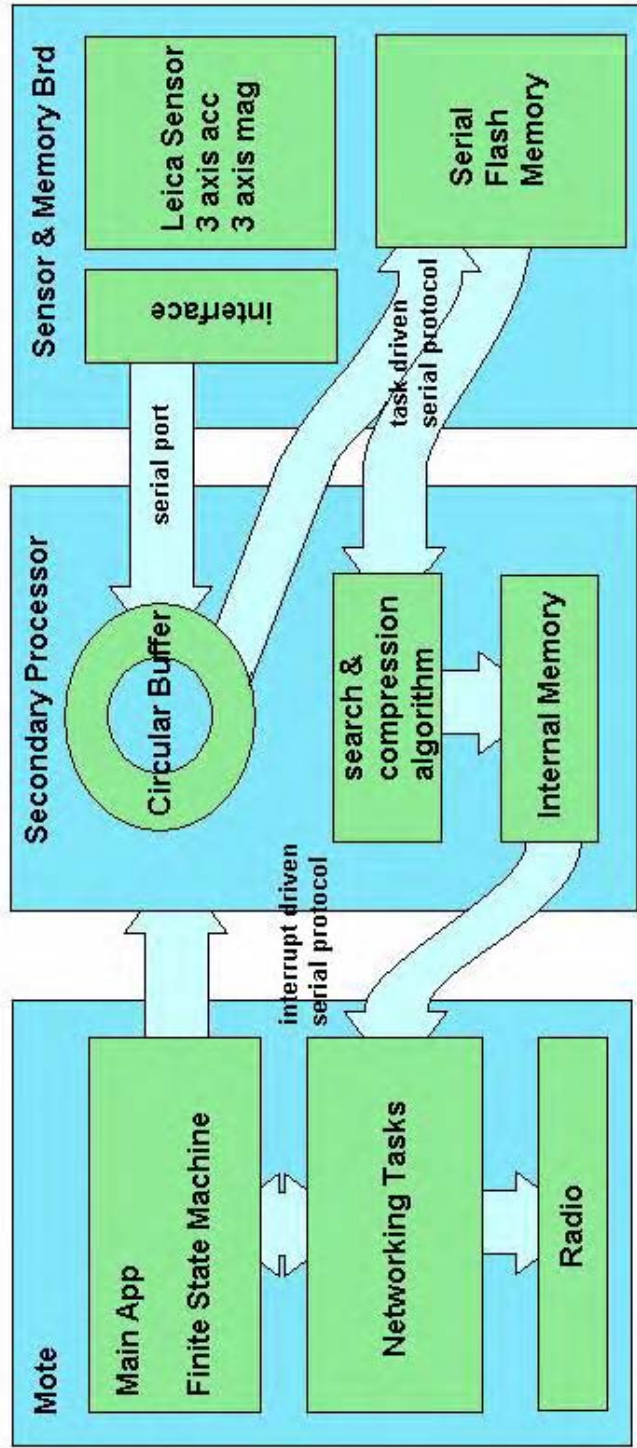 Mote
Main App
Finite State Machine
Networking Tasks
Radio
interrupt driven
serial protocol
Secondary Processor
Circular Buffer
search &
compression
algorithm
Internal Memory
serial port
task driven
serial protocol
Sensor & Memory Brd
interface
Leica Sensor
3 axis acc
3 axis mag
Serial
Flash
Memory